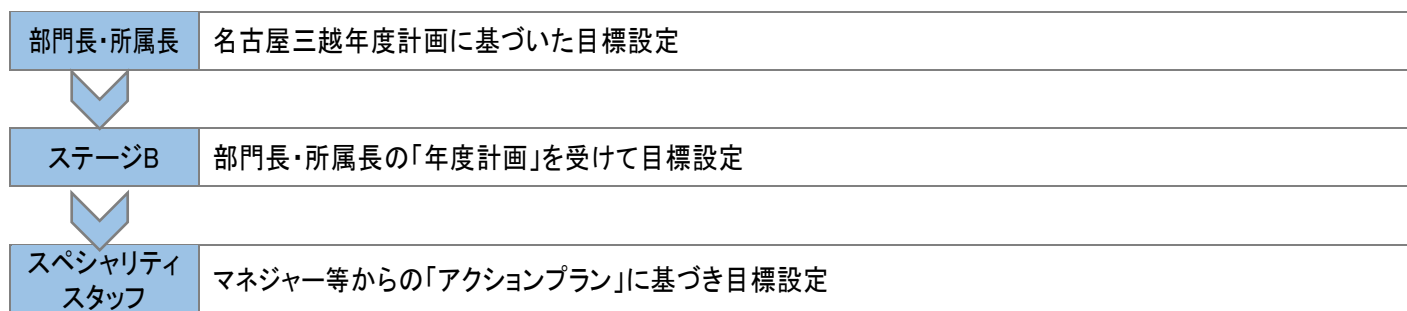 部門長・所属長 名古屋三越年度計画に基づいた目標設定
ステージB 部門長・所属長の「年度計画」を受けて目標設定
スペシャリティ
スタッフ
マネジャー等からの「アクションプラン」に基づき目標設定